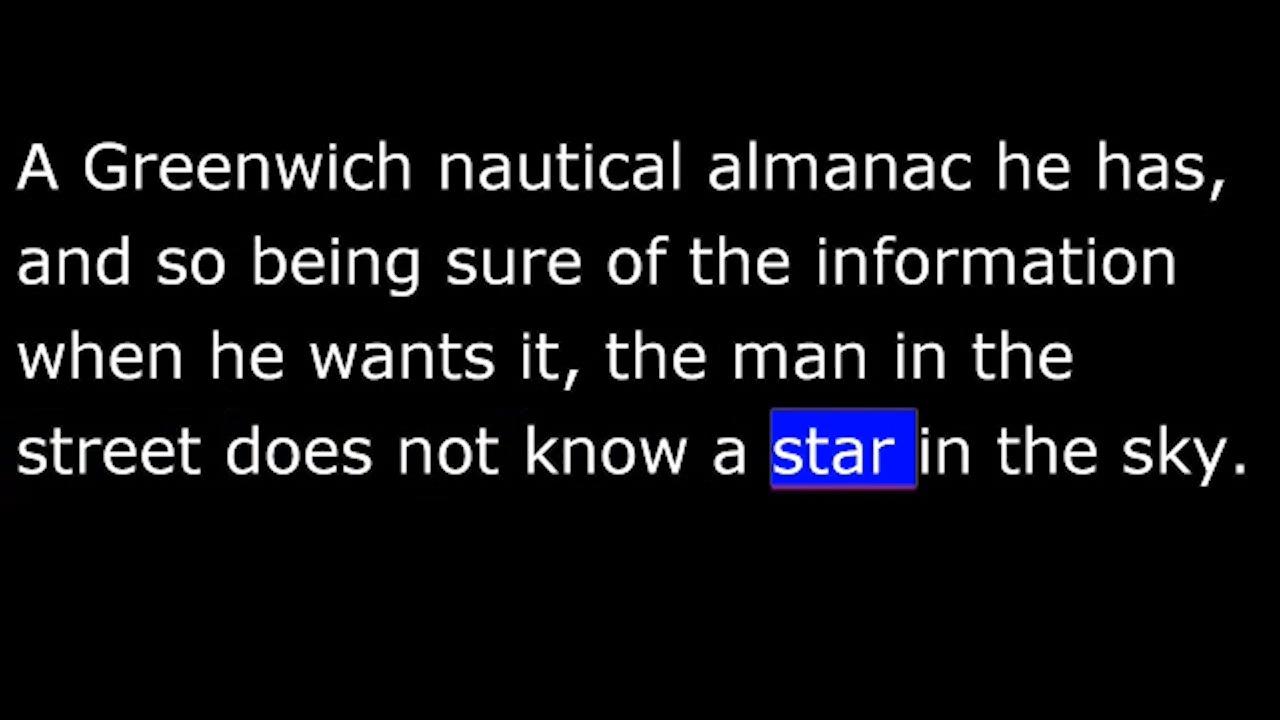 A Greenwich nautical almanac he has,
and so being sure of the information
when he wants it, the man in the
street does not know a star in the sky.